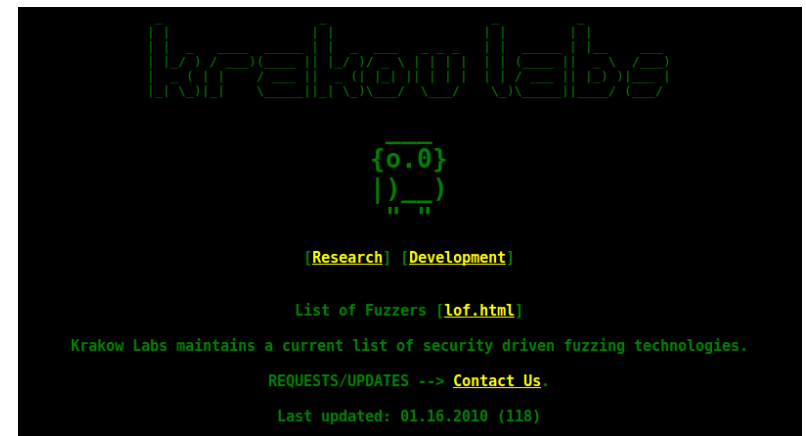 krakow labs
{o.0}
|)__)
" "
[Research] [Development]
List of Fuzzers [lof.html]
Krakow Labs maintains a current list of security driven fuzzing technologies.
REQUESTS/UPDATES --> Contact Us.
Last updated: 01.16.2010 (118)